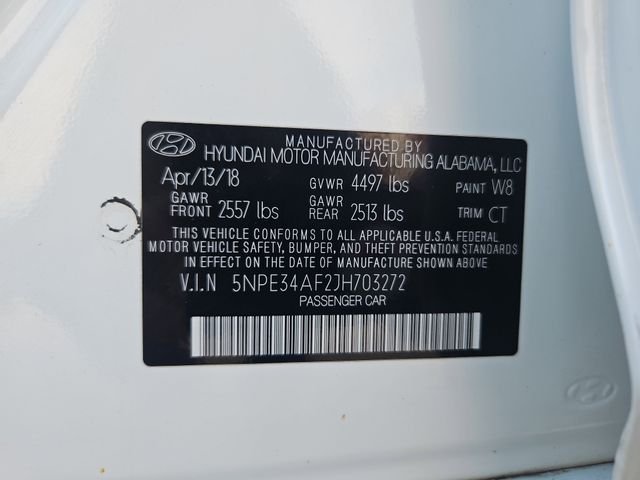 MANUFACTURED BY
HYUNDAI MOTOR MANUFACTURING ALABAMA, LLC
Apr/13/18 GVWR 4497 lbs PAINT W8
GAWR FRONT 2557 lbs GAWR REAR 2513 lbs TRIM CT
THIS VEHICLE CONFORMS TO ALL APPLICABLE U.S.A. FEDERAL
MOTOR VEHICLE SAFETY, BUMPER, AND THEFT PREVENTION STANDARDS
IN EFFECT ON THE DATE OF MANUFACTURE SHOWN ABOVE.
V.I.N 5NPE34AF2JH703272
PASSENGER CAR